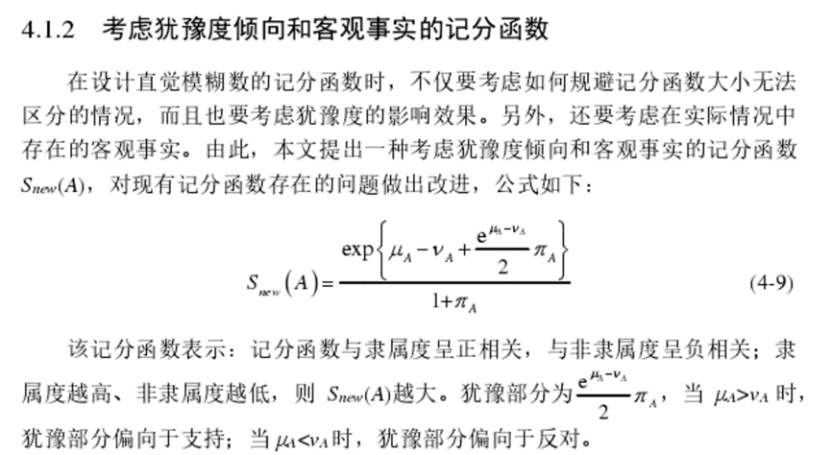 4.1.2 考虑犹豫度倾向和客观事实的记分函数
在设计直觉模糊数的记分函数时，不仅要考虑如何规避记分函数大小无法
区分的情况，而且也要考虑犹豫度的影响效果。另外，还要考虑在实际情况中
存在的客观事实。由此，本文提出一种考虑犹豫度倾向和客观事实的记分函数
S_{new}(A)，对现有记分函数存在的问题做出改进，公式如下：
S_{new}(A)=\frac{\exp\left\{\mu_A-\nu_A+\frac{e^{\mu_A-\nu_A}}{2}\pi_A\right\}}{1+\pi_A} (4-9)
该记分函数表示：记分函数与隶属度呈正相关，与非隶属度呈负相关；隶
属度越高、非隶属度越低，则 S_{new}(A)越大。犹豫部分为\frac{e^{\mu_A-\nu_A}}{2}\pi_A，当 μ_A>ν_A 时，
犹豫部分偏向于支持；当 μ_A<ν_A 时，犹豫部分偏向于反对。